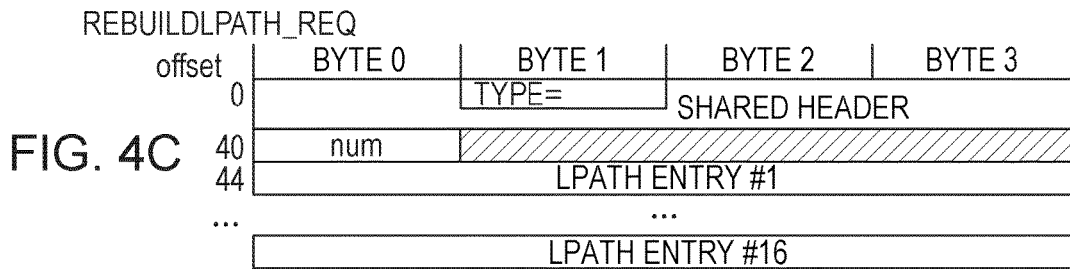 REBUILDLPATH_REQ
offset BYTE 0 BYTE 1 BYTE 2 BYTE 3
0 TYPE= SHARED HEADER
FIG. 4C 40 num
44 LPATH ENTRY #1
... ...
LPATH ENTRY #16